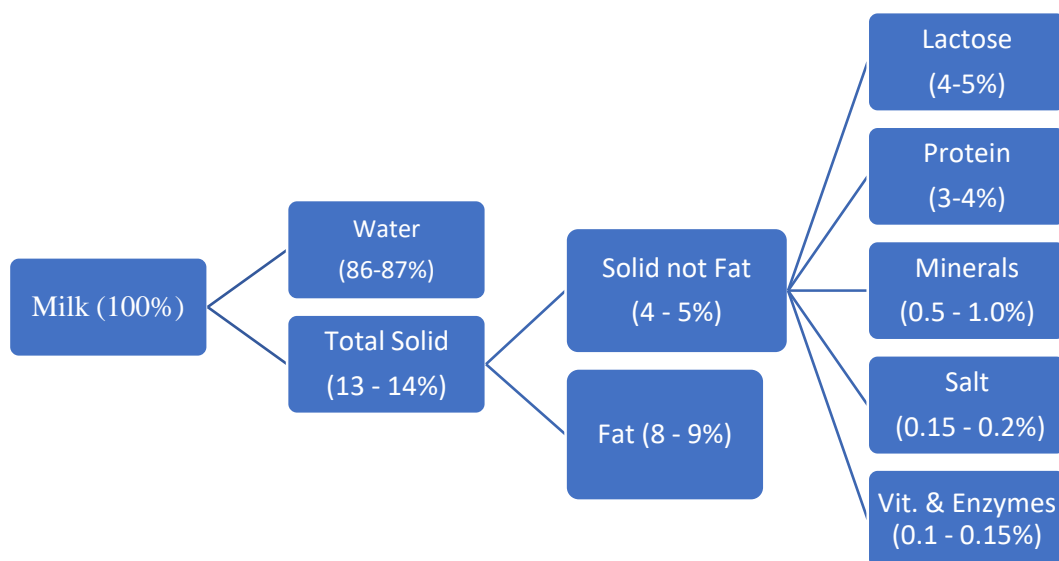 Milk (100%)
Water
(86-87%)
Total Solid
(13 - 14%)
Solid not Fat
(4 - 5%)
Fat (8 - 9%)
Lactose
(4-5%)
Protein
(3-4%)
Minerals
(0.5 - 1.0%)
Salt
(0.15 - 0.2%)
Vit. & Enzymes
(0.1 - 0.15%)